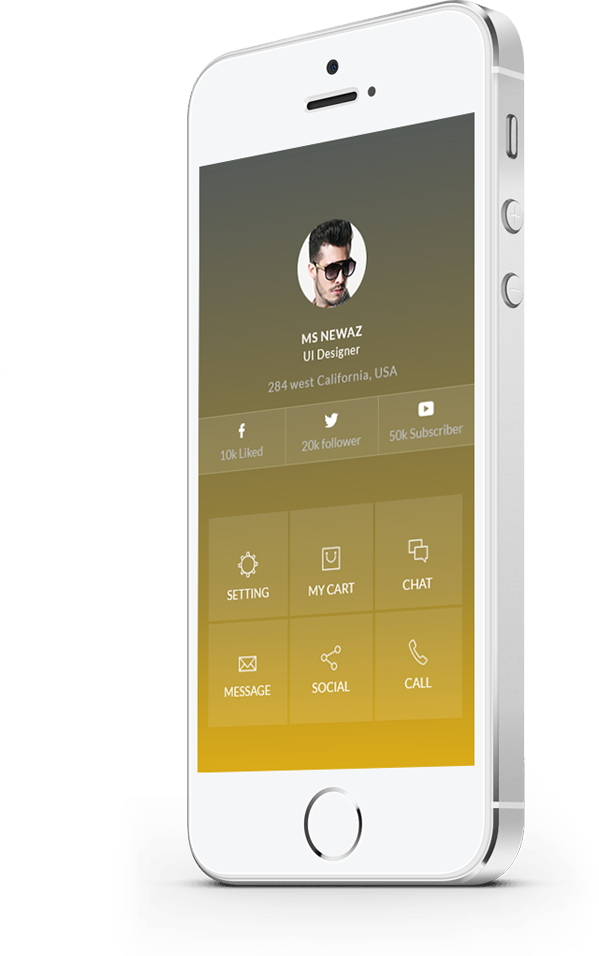 MS NEWAZ
UI Designer
284 west California, USA
10k Liked 20k follower 50k Subscriber
SETTING MY CART CHAT
MESSAGE SOCIAL CALL